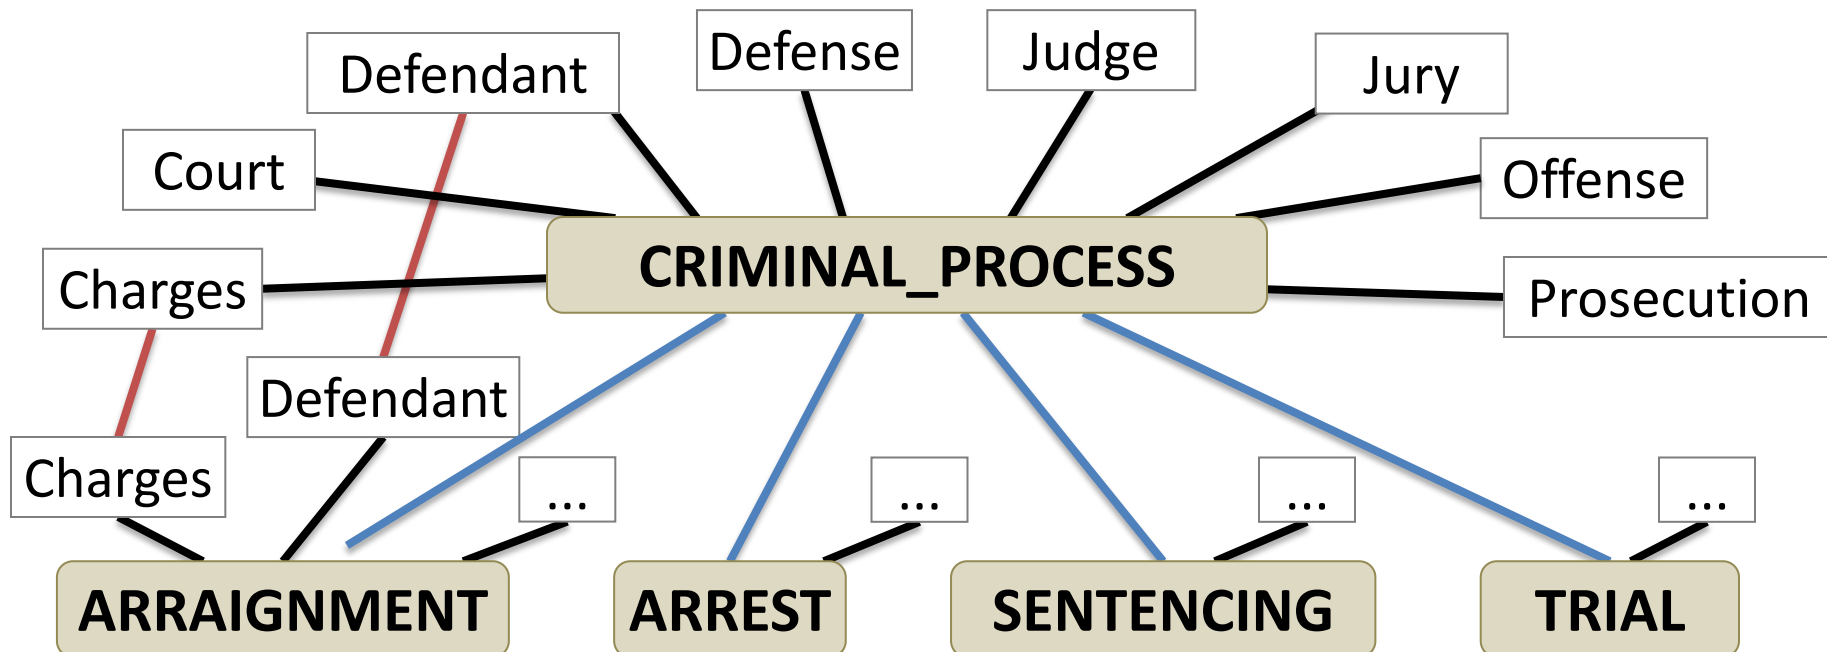 Defendant
Defense
Judge
Jury
Court
Offense
CRIMINAL_PROCESS
Charges
Prosecution
Defendant
Charges
...
...
...
...
ARRAIGNMENT
ARREST
SENTENCING
TRIAL